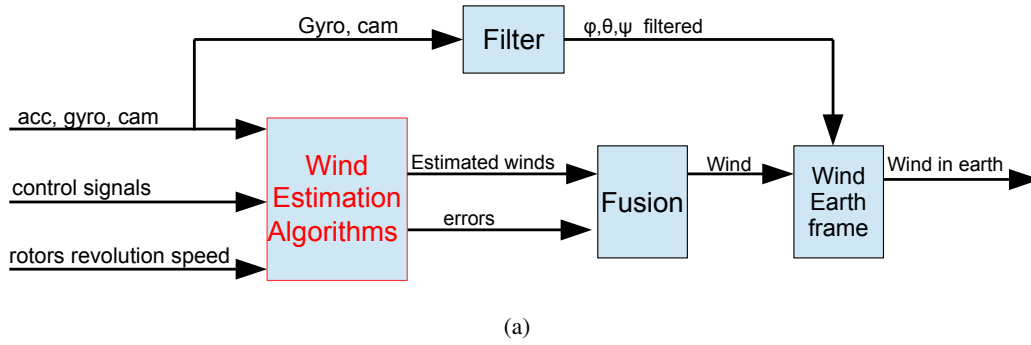 Gyro, cam
Filter
φ,θ,ψ filtered
acc, gyro, cam
control signals
rotors revolution speed
Wind
Estimation
Algorithms
Estimated winds
errors
Fusion
Wind
Wind
Earth
frame
Wind in earth
(a)